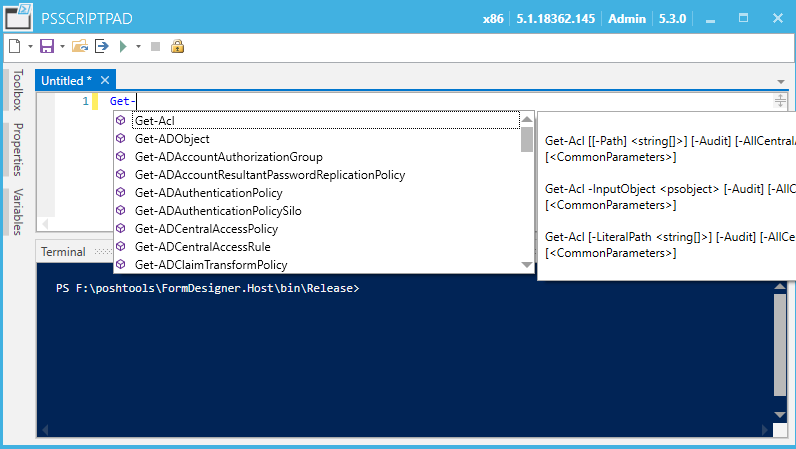 PSSCRIPTPAD
x86 5.1.18362.145 Admin 5.3.0
Toolbox
Properties
Variables
Untitled *
1 Get-
Get-Acl
Get-ADObject
Get-ADAccountAuthorizationGroup
Get-ADAccountResultantPasswordReplicationPolicy
Get-ADAuthenticationPolicy
Get-ADAuthenticationPolicySilo
Get-ADCentralAccessPolicy
Get-ADCentralAccessRule
Get-ADClaimTransformPolicy
Get-Acl [[-Path] <string[]>] [-Audit] [-AllCentralA
[<CommonParameters>]
Get-Acl -InputObject <psobject> [-Audit] [-AllC
[<CommonParameters>]
Get-Acl [-LiteralPath <string[]>] [-Audit] [-AllCe
[<CommonParameters>]
Terminal
PS F:\poshtools\FormDesigner.Host\bin\Release>